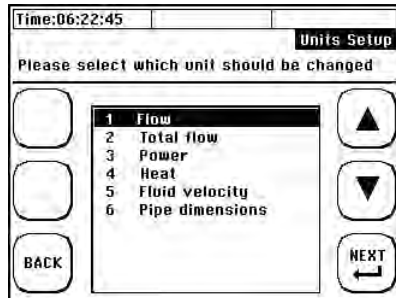 Time:06:22:45
Units Setup
Please select which unit should be changed
1 Flow
2 Total flow
3 Power
4 Heat
5 Fluid velocity
6 Pipe dimensions
BACK
NEXT